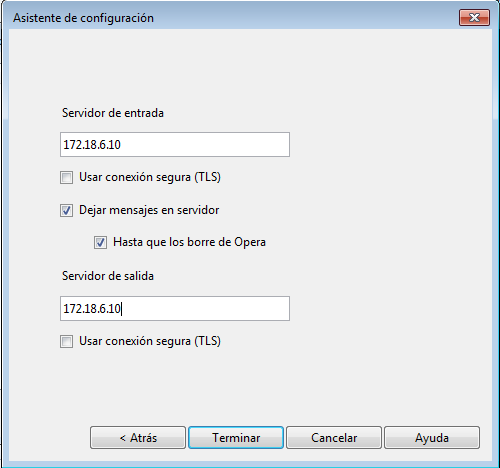 Asistente de configuración
Servidor de entrada
172.18.6.10
Usar conexión segura (TLS)
Dejar mensajes en servidor
Hasta que los borre de Opera
Servidor de salida
172.18.6.10
Usar conexión segura (TLS)
< Atrás Terminar Cancelar Ayuda